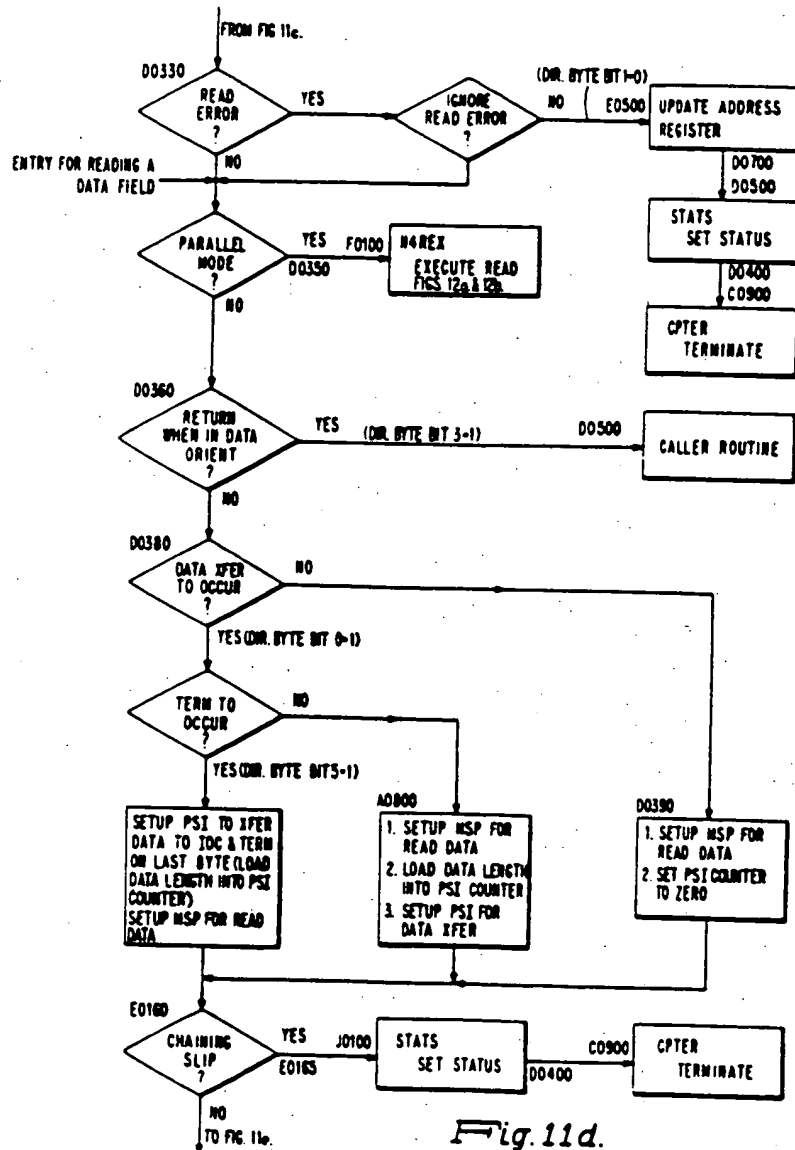 FROM FIG 11c.
D0330
READ
ERROR
?
YES
IGNORE
READ ERROR
?
NO
(DIR. BYTE BIT 1=0)
E0500
UPDATE ADDRESS
REGISTER
NO
ENTRY FOR READING A
DATA FIELD
D0700
D0500
STATS
SET STATUS
PARALLEL
MODE
?
YES
D0350
F0100
N4REX
EXECUTE READ
FIGS 12a & 12b.
NO
D0400
C0900
CPTER
TERMINATE
D0360
RETURN
WHEN IN DATA
ORIENT
?
YES
(DIR. BYTE BIT 3=1)
D0500
CALLER ROUTINE
NO
D0380
DATA XFER
TO OCCUR
?
NO
YES (DIR. BYTE BIT 0=1)
TERM TO
OCCUR
?
NO
YES (DIR. BYTE BIT 5=1)
SETUP PSI TO XFER
DATA TO IOC & TERM
ON LAST BYTE (LOAD
DATA LENGTH INTO PSI
COUNTER)
SETUP MSP FOR READ
DATA
A0800
1. SETUP MSP FOR
READ DATA
2. LOAD DATA LENGTH
INTO PSI COUNTER
3. SETUP PSI FOR
DATA XFER
D0390
1. SETUP MSP FOR
READ DATA
2. SET PSI COUNTER
TO ZERO
E0160
CHAINING
SLIP
?
YES
E0165
J0100
STATS
SET STATUS
D0400
C0900
CPTER
TERMINATE
NO
TO FIG. 11e.
Fig. 11d.